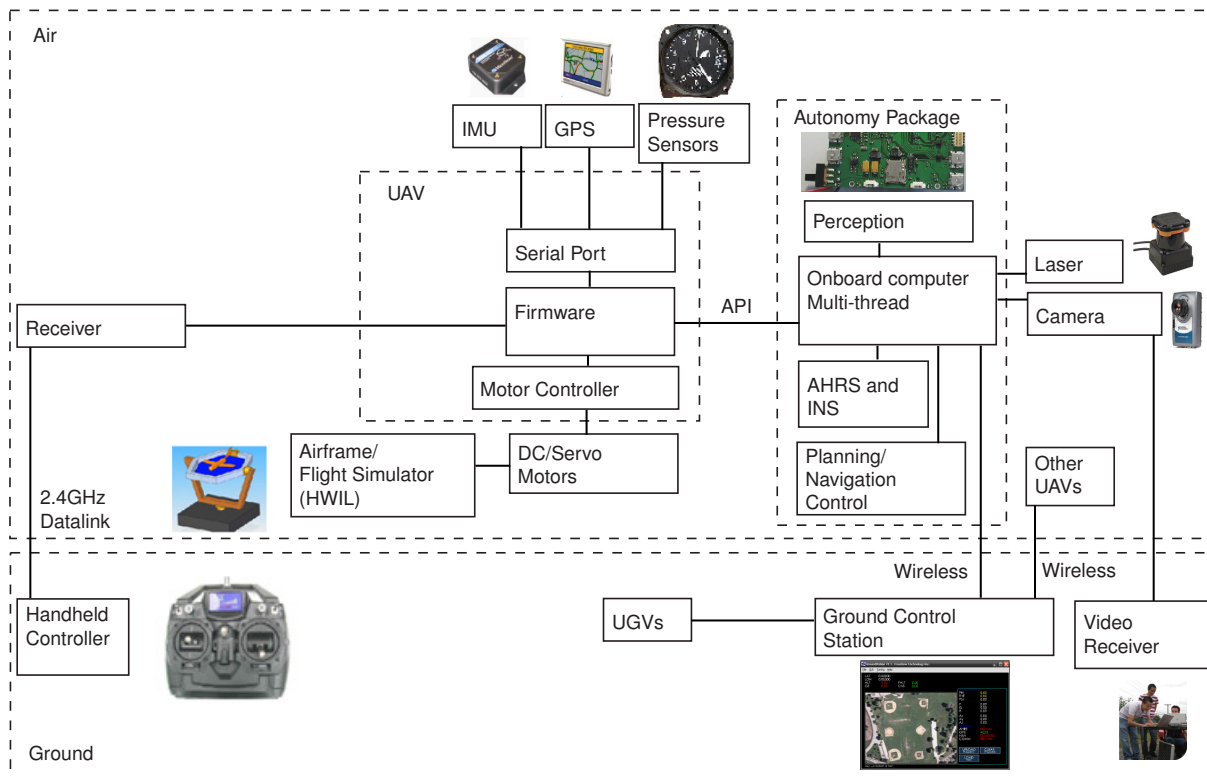 Air
IMU
GPS
Pressure
Sensors
Autonomy Package
UAV
Perception
Serial Port
Onboard computer
Multi-thread
Laser
Firmware
API
Camera
Receiver
Motor Controller
AHRS and
INS
Airframe/
Flight Simulator
(HWIL)
DC/Servo
Motors
Planning/
Navigation
Control
Other
UAVs
2.4GHz
Datalink
Wireless
Wireless
Handheld
Controller
UGVs
Ground Control
Station
Video
Receiver
Ground